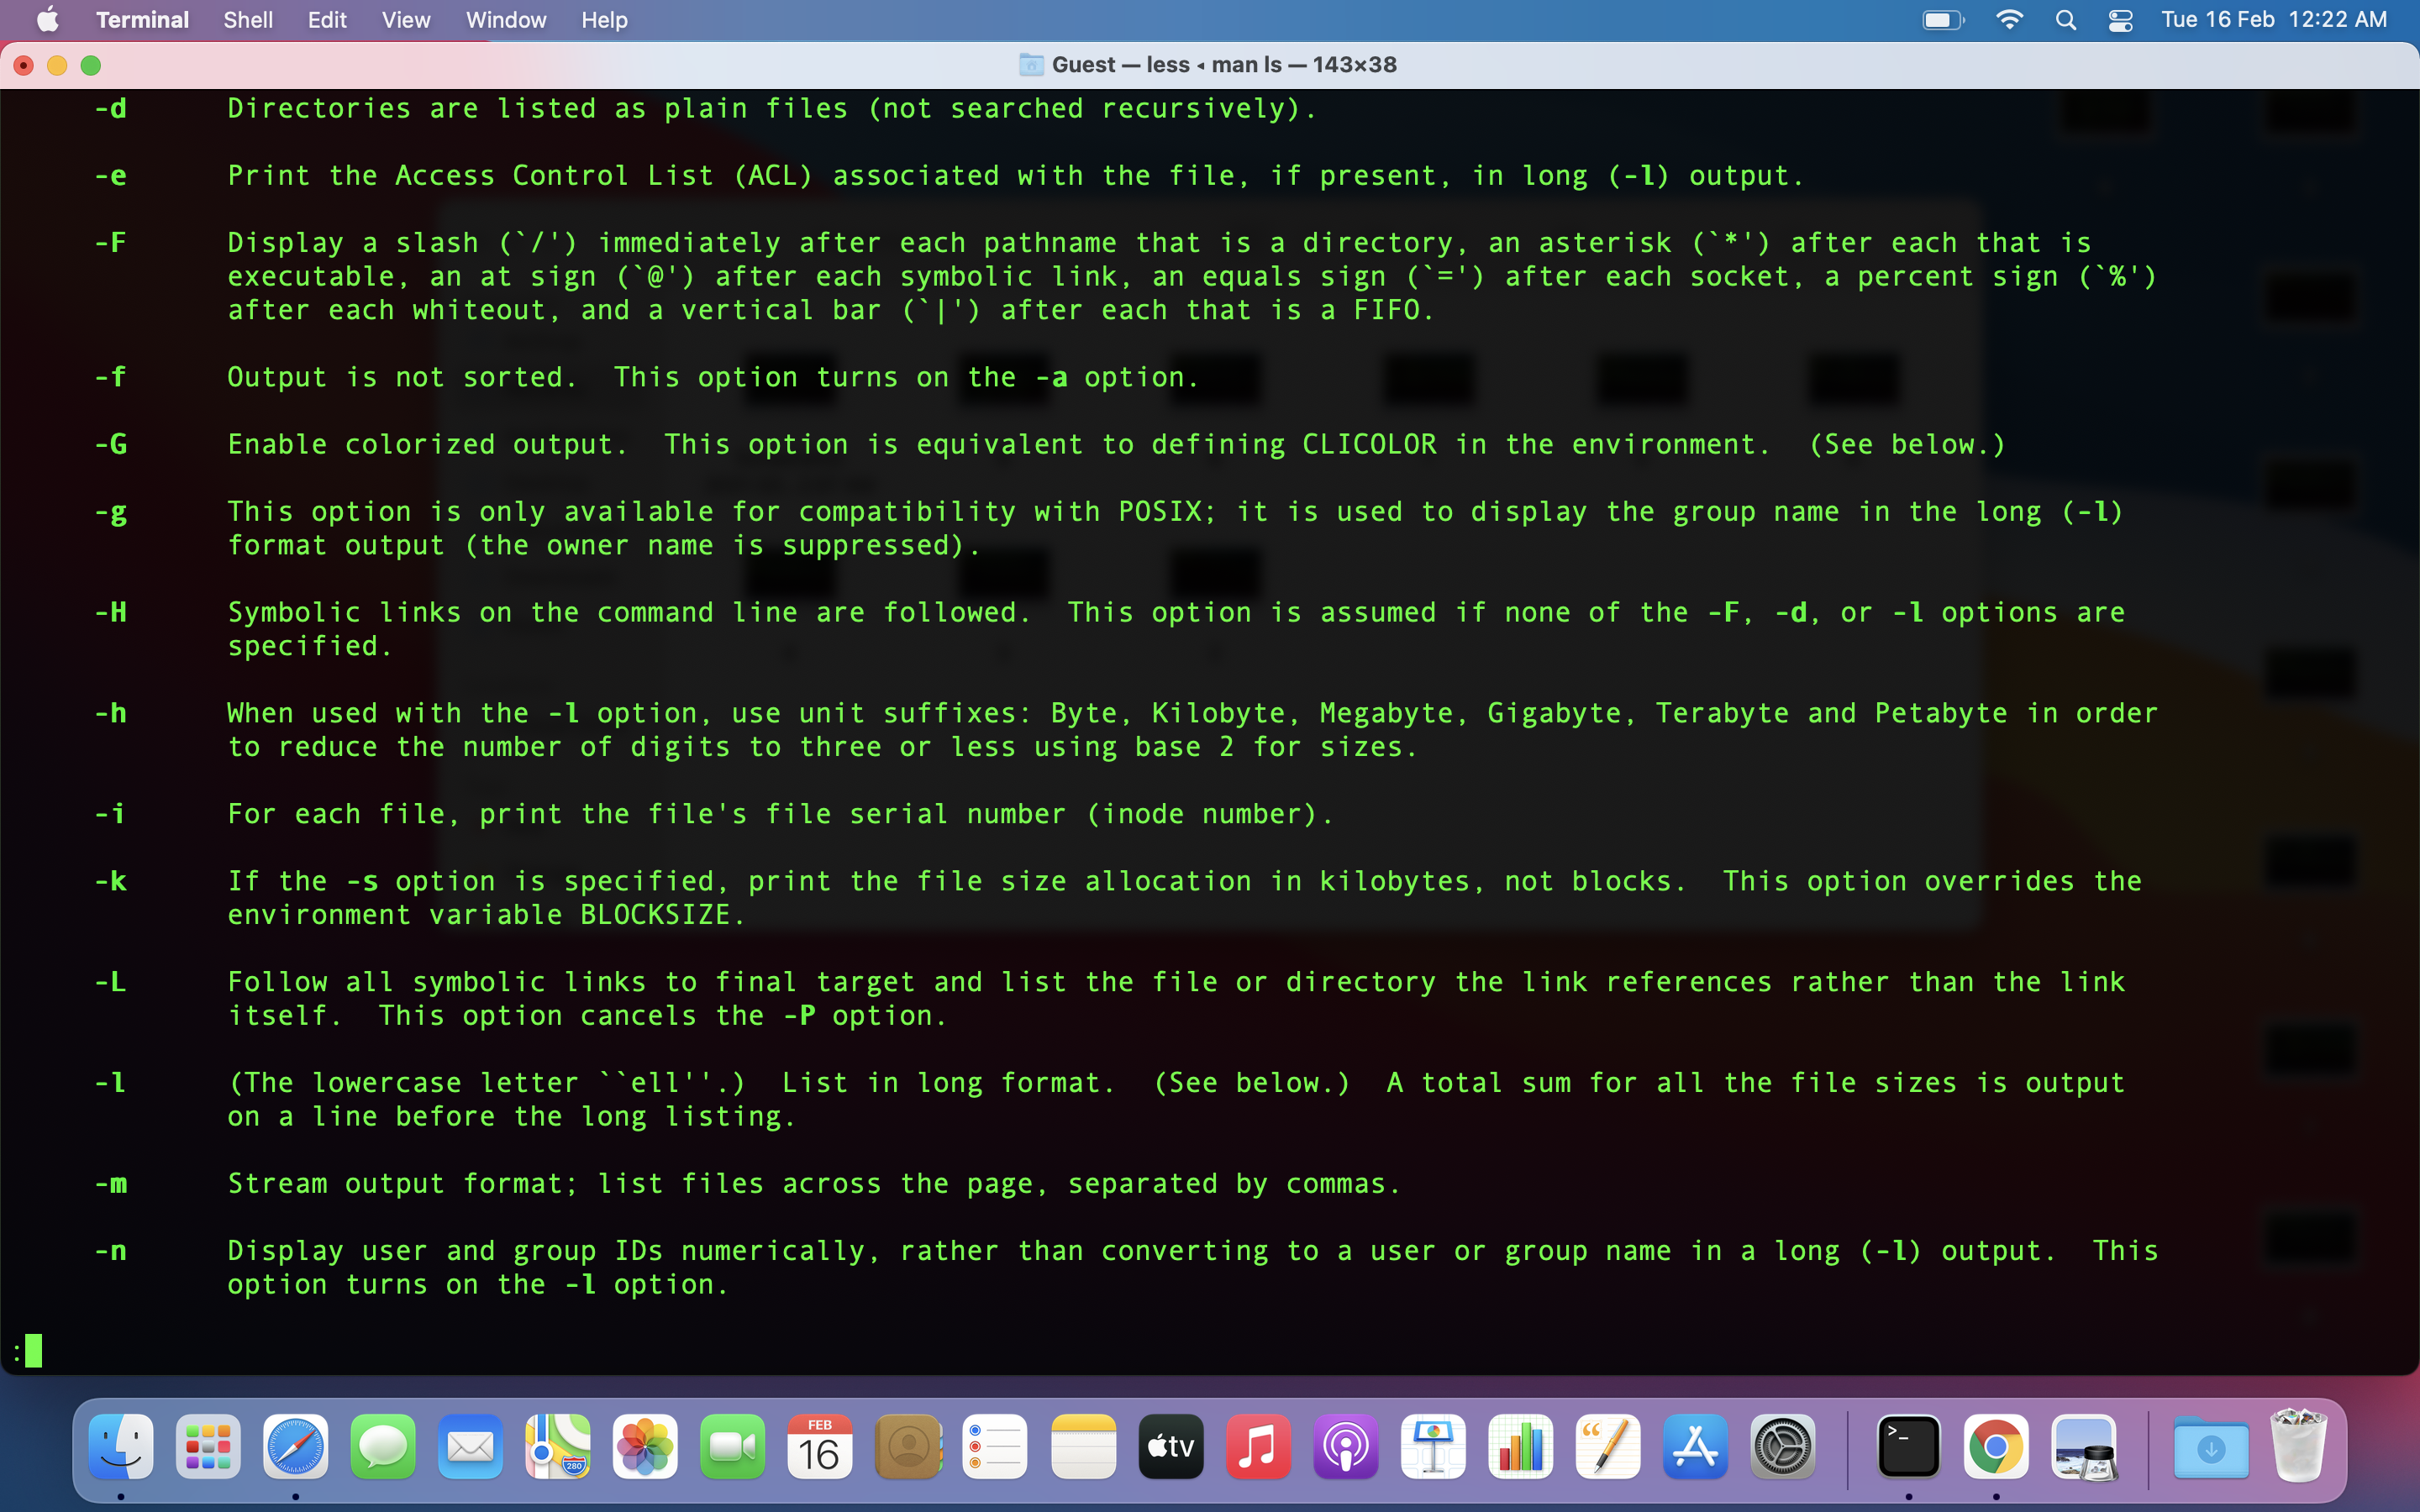 Terminal Shell Edit View Window Help Tue 16 Feb 12:22 AM
Guest — less ◂ man ls — 143×38
-d Directories are listed as plain files (not searched recursively).
-e Print the Access Control List (ACL) associated with the file, if present, in long (-l) output.
-F Display a slash (`/') immediately after each pathname that is a directory, an asterisk (`*') after each that is
executable, an at sign (`@') after each symbolic link, an equals sign (`=') after each socket, a percent sign (`%')
after each whiteout, and a vertical bar (`|') after each that is a FIFO.
-f Output is not sorted.  This option turns on the -a option.
-G Enable colorized output.  This option is equivalent to defining CLICOLOR in the environment.  (See below.)
-g This option is only available for compatibility with POSIX; it is used to display the group name in the long (-l)
format output (the owner name is suppressed).
-H Symbolic links on the command line are followed.  This option is assumed if none of the -F, -d, or -l options are
specified.
-h When used with the -l option, use unit suffixes: Byte, Kilobyte, Megabyte, Gigabyte, Terabyte and Petabyte in order
to reduce the number of digits to three or less using base 2 for sizes.
-i For each file, print the file's file serial number (inode number).
-k If the -s option is specified, print the file size allocation in kilobytes, not blocks.  This option overrides the
environment variable BLOCKSIZE.
-L Follow all symbolic links to final target and list the file or directory the link references rather than the link
itself.  This option cancels the -P option.
-l (The lowercase letter ``ell''.)  List in long format.  (See below.)  A total sum for all the file sizes is output
on a line before the long listing.
-m Stream output format; list files across the page, separated by commas.
-n Display user and group IDs numerically, rather than converting to a user or group name in a long (-l) output.  This
option turns on the -l option.
:
280
FEB
16
tv
>_